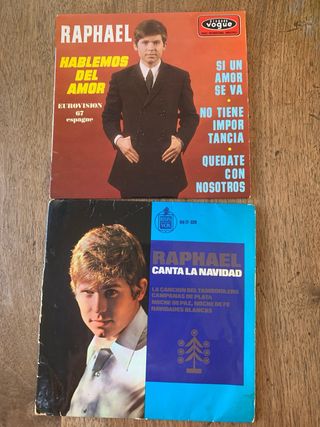 RAPHAEL
vogue
HABLEMOS
DEL
AMOR
EUROVISION
67
espagne
SI UN
AMOR
SE VA
NO TIENE
IMPOR
TANCIA
QUEDATE CON
NOSOTROS
RAPHAEL
CANTA LA NAVIDAD
LA CANCION DEL TAMBORILERO
CAMPANAS DE PLATA
NOCHE DE PAZ, NOCHE DE FE
NAVIDADES BLANCAS